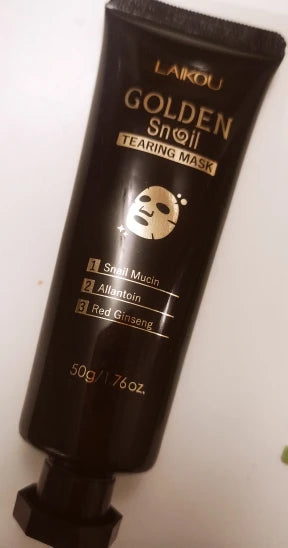 LAIKOU
GOLDEN
Snail
TEARING MASK
1 Snail Mucin
2 Allantoin
3 Red Ginseng
50g/1.76oz.